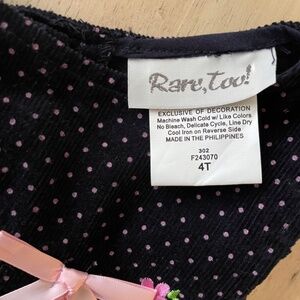 Rare, Too!
EXCLUSIVE OF DECORATION
Machine Wash Cold w/ Like Colors
No Bleach, Delicate Cycle, Line Dry
Cool Iron on Reverse Side
MADE IN THE PHILIPPINES
302
F243070
4T